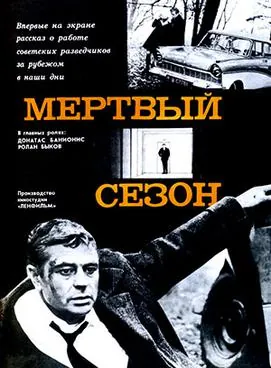 Впервые на экране
рассказ о работе
советских разведчиков
за рубежом
в наши дни
МЕРТВЫЙ
В главных ролях:
ДОНАТАС БАНИОНИС
РОЛАН БЫКОВ
СЕЗОН
Производство
киностудии
«ЛЕНФИЛЬМ»